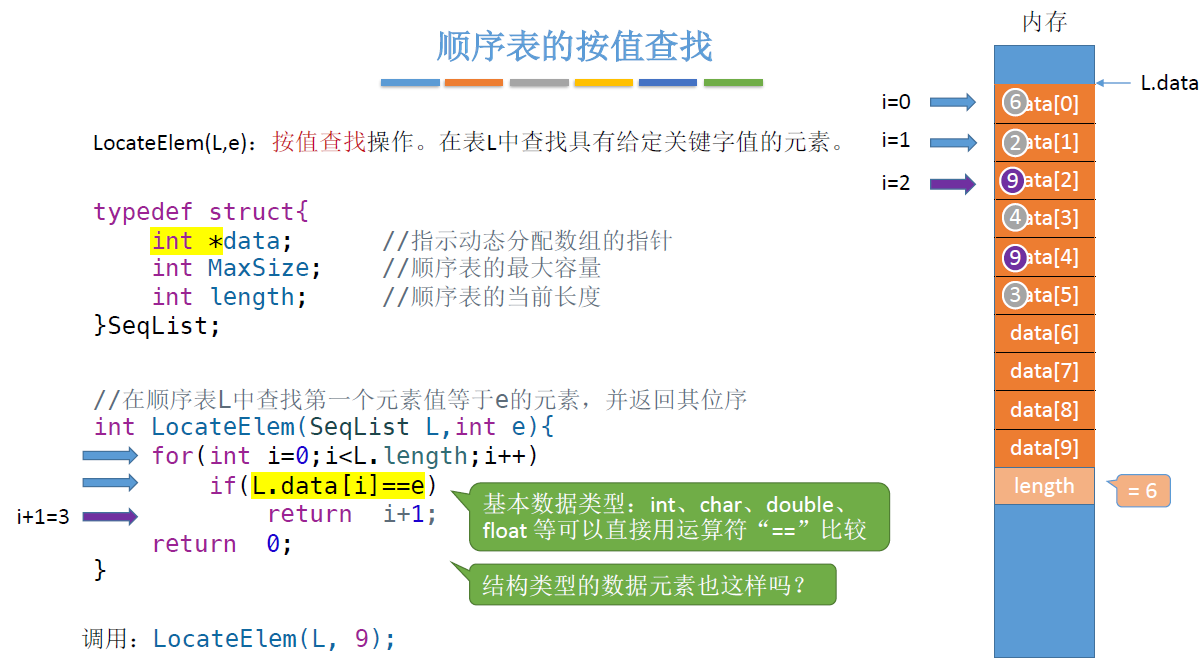 顺序表的按值查找
LocateElem(L,e)：按值查找操作。在表L中查找具有给定关键字值的元素。
typedef struct{
int *data; //指示动态分配数组的指针
int MaxSize; //顺序表的最大容量
int length; //顺序表的当前长度
}SeqList;
//在顺序表L中查找第一个元素值等于e的元素，并返回其位序
int LocateElem(SeqList L,int e){
for(int i=0;i<L.length;i++)
if(L.data[i]==e)
i+1=3
return i+1;
return 0;
}
基本数据类型：int、char、double、
float 等可以直接用运算符“==”比较
结构类型的数据元素也这样吗？
调用：LocateElem(L, 9);
内存
L.data
i=0
6 ata[0]
i=1
2 ata[1]
i=2
9 ata[2]
4 ata[3]
9 ata[4]
3 ata[5]
data[6]
data[7]
data[8]
data[9]
length
= 6